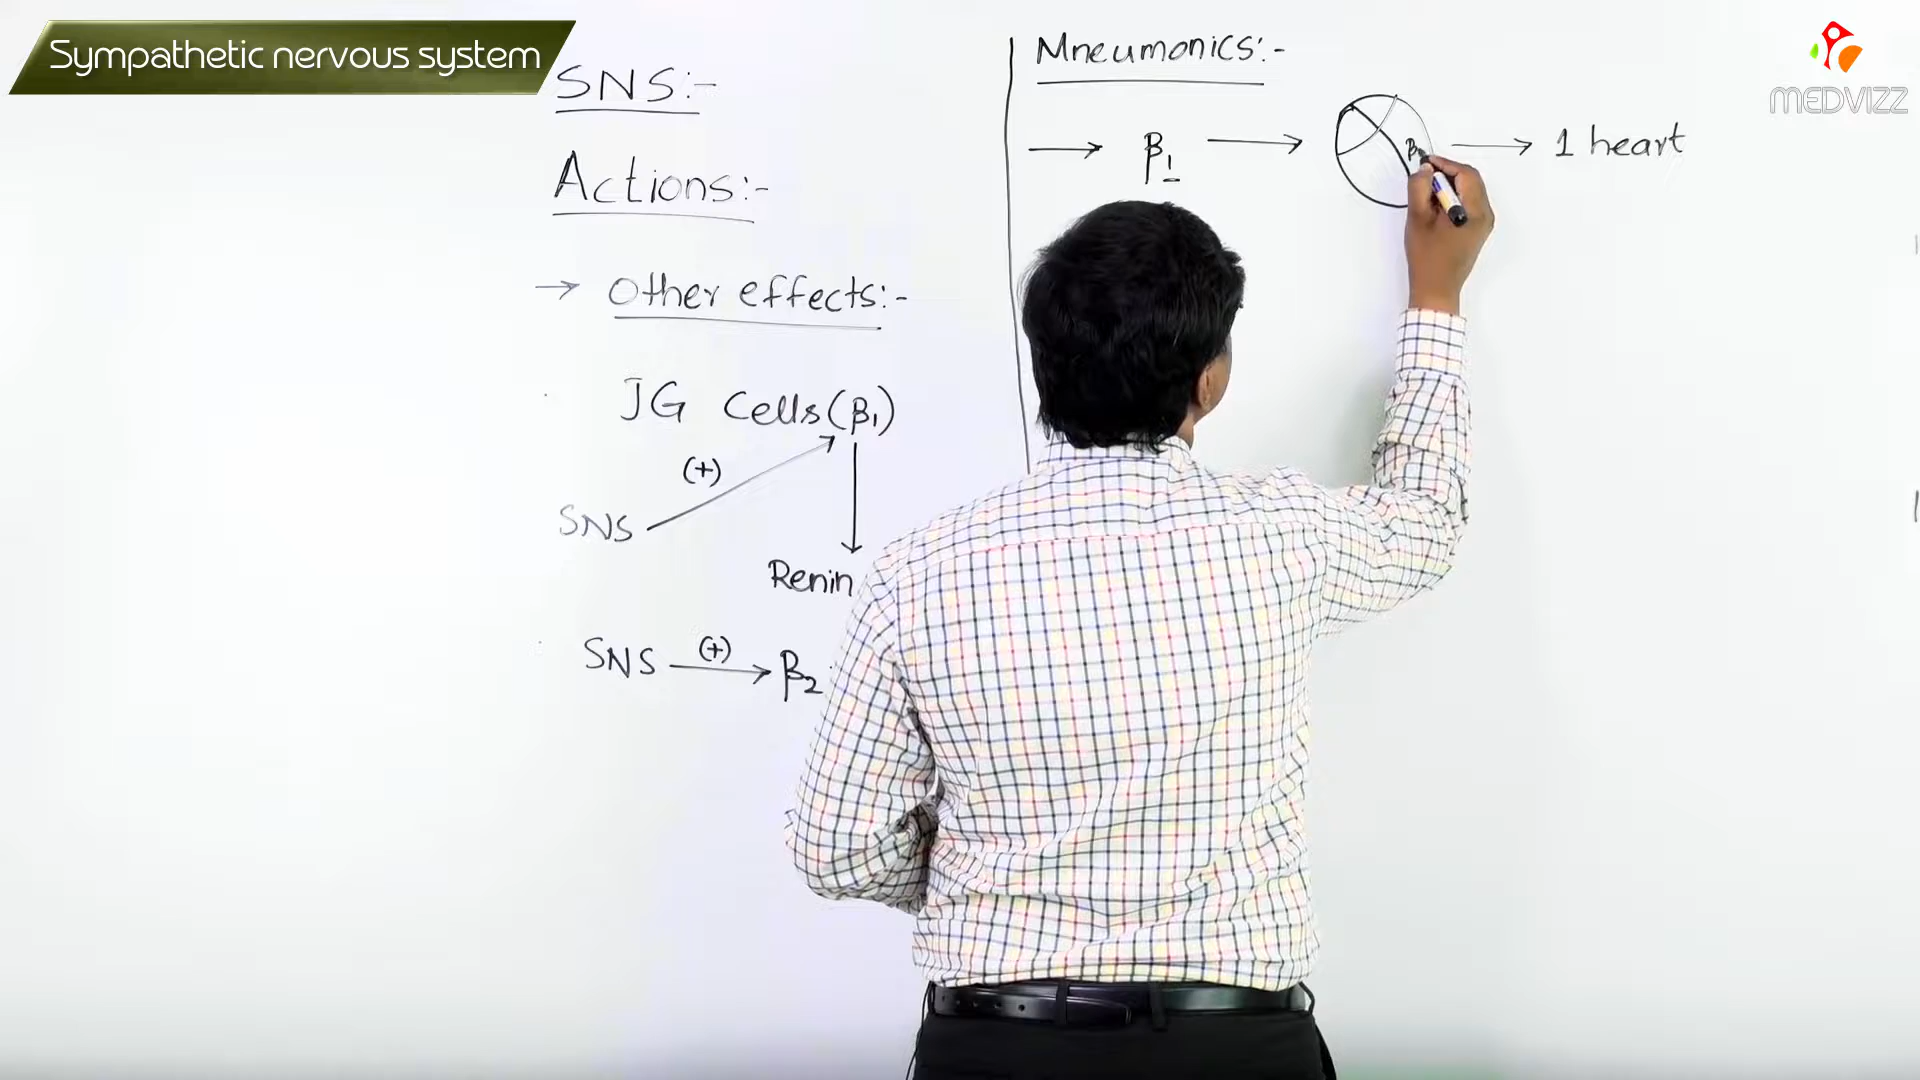 Sympathetic nervous system
MEDVIZZ
SNS:-
Actions:-
→ Other effects:-
JG Cells (β1)
(+)
SNS
Renin
SNS (+) → β2
Mneumonics:-
→ β1 → β → 1 heart